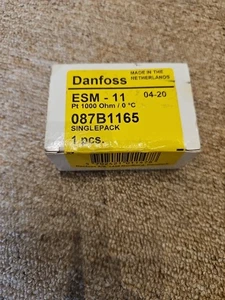 Danfoss
MADE IN THE
NETHERLANDS
ESM - 11
04-20
Pt 1000 Ohm / 0 °C
087B1165
SINGLEPACK
1 pcs.